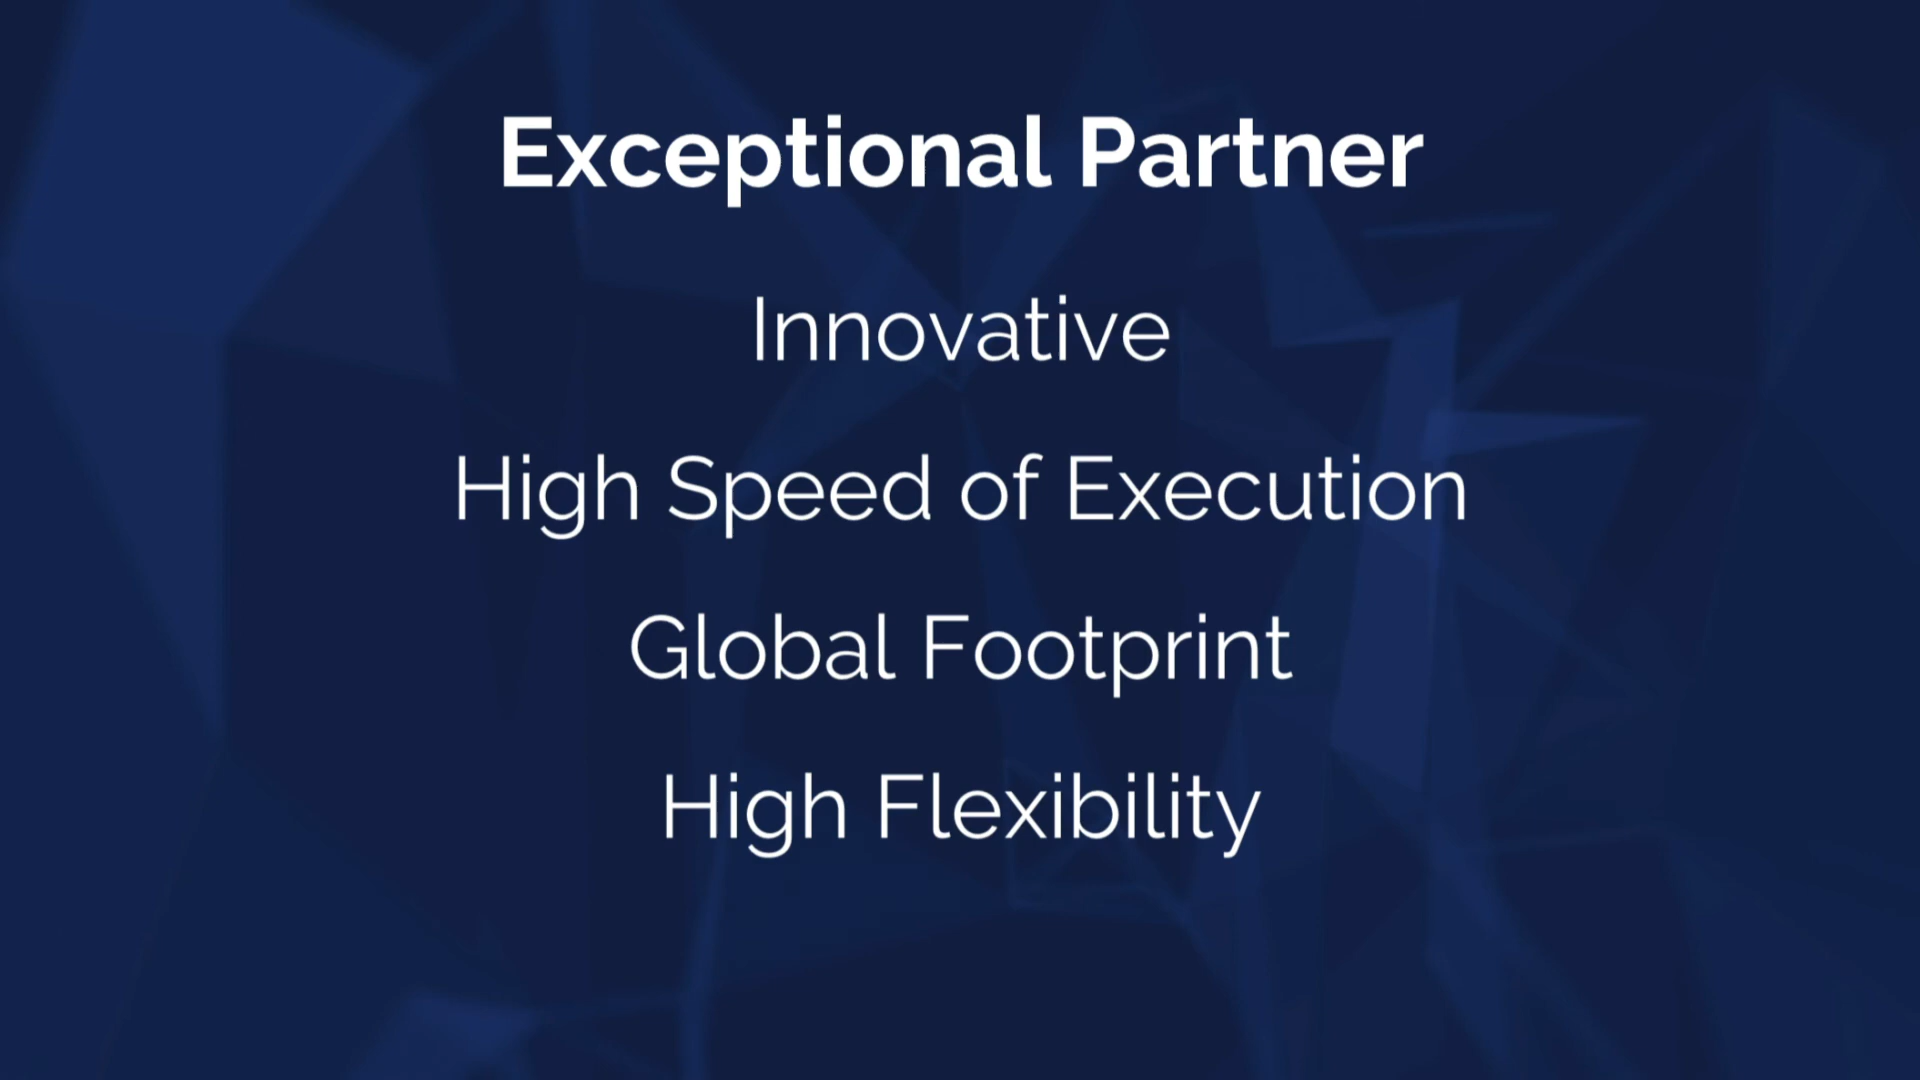 Exceptional Partner
Innovative
High Speed of Execution
Global Footprint
High Flexibility